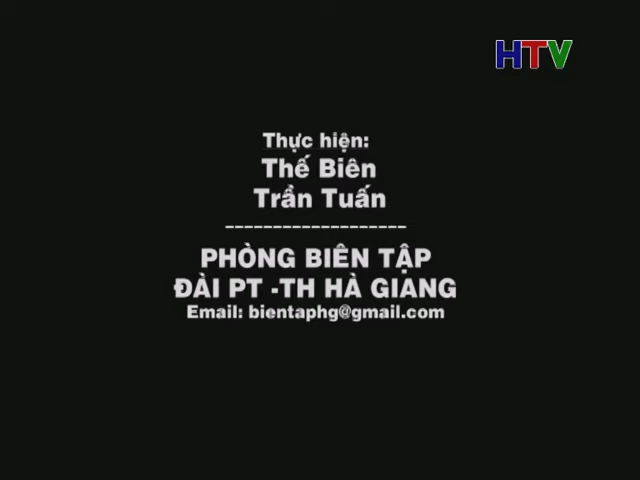 HTV
Thực hiện:
Thế Biên
Trần Tuấn
-------------------
PHÒNG BIÊN TẬP
ĐÀI PT -TH HÀ GIANG
Email: bientaphg@gmail.com